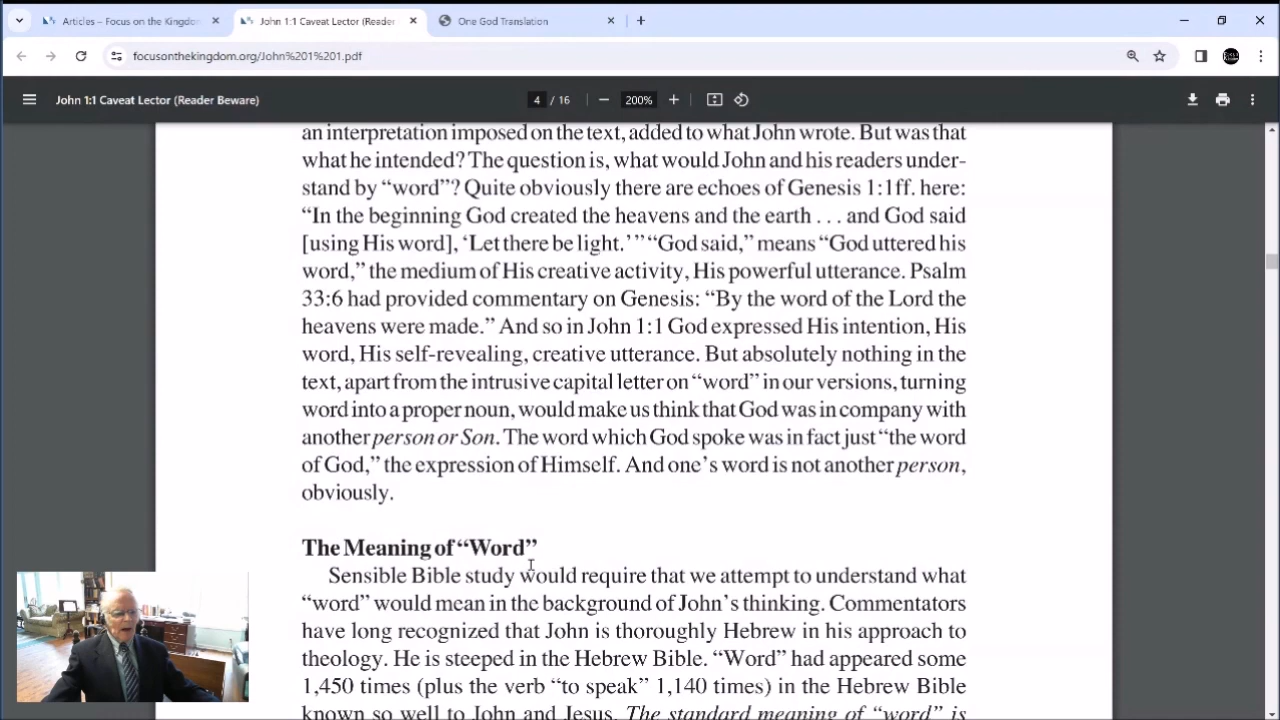 Articles – Focus on the Kingdom
John 1:1 Caveat Lector (Reader
One God Translation
focusonthekingdom.org/John%201%201.pdf
John 1:1 Caveat Lector (Reader Beware)
4 / 16
200%
an interpretation imposed on the text, added to what John wrote. But was that
what he intended? The question is, what would John and his readers under-
stand by “word”? Quite obviously there are echoes of Genesis 1:1ff. here:
“In the beginning God created the heavens and the earth . . . and God said
[using His word], ‘Let there be light.’” “God said,” means “God uttered his
word,” the medium of His creative activity, His powerful utterance. Psalm
33:6 had provided commentary on Genesis: “By the word of the Lord the
heavens were made.” And so in John 1:1 God expressed His intention, His
word, His self-revealing, creative utterance. But absolutely nothing in the
text, apart from the intrusive capital letter on “word” in our versions, turning
word into a proper noun, would make us think that God was in company with
another person or Son. The word which God spoke was in fact just “the word
of God,” the expression of Himself. And one’s word is not another person,
obviously.
The Meaning of “Word”
Sensible Bible study would require that we attempt to understand what
“word” would mean in the background of John’s thinking. Commentators
have long recognized that John is thoroughly Hebrew in his approach to
theology. He is steeped in the Hebrew Bible. “Word” had appeared some
1,450 times (plus the verb “to speak” 1,140 times) in the Hebrew Bible
known so well to John and Jesus. The standard meaning of “word” is